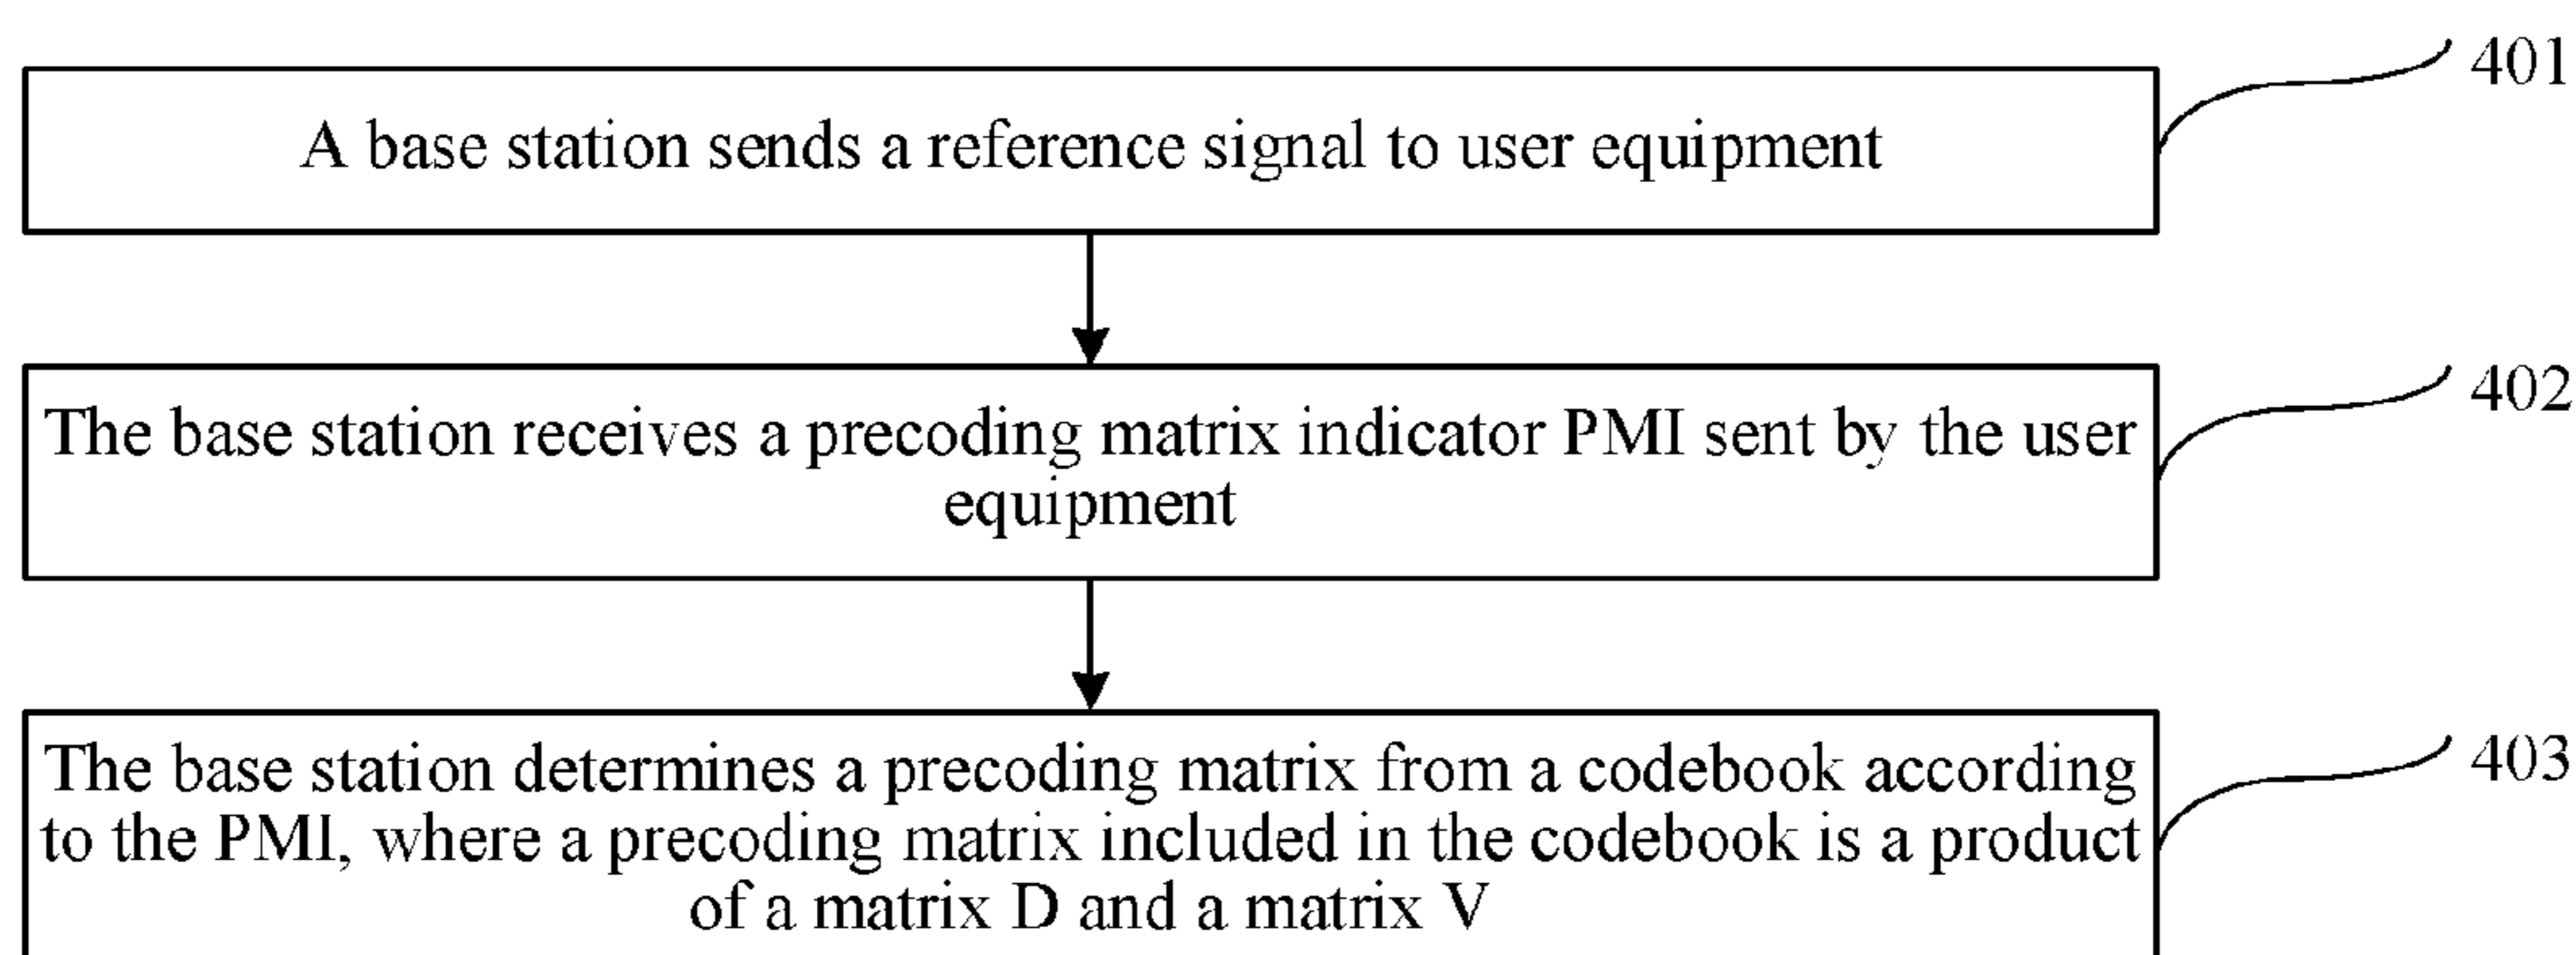 401
A base station sends a reference signal to user equipment
402
The base station receives a precoding matrix indicator PMI sent by the user
equipment
403
The base station determines a precoding matrix from a codebook according
to the PMI, where a precoding matrix included in the codebook is a product
of a matrix D and a matrix V